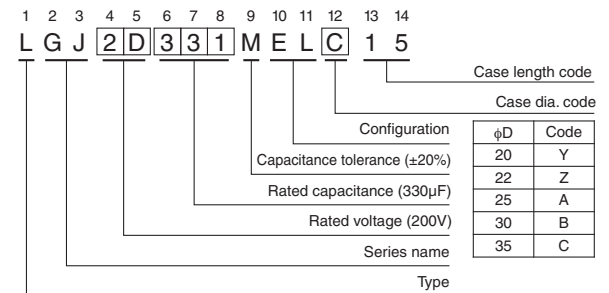 1 2 3 4 5 6 7 8 9 10 11 12 13 14
L G J 2 D 3 3 1 M E L C 1 5
Case length code
Case dia. code
Configuration
Capacitance tolerance (±20%)
Rated capacitance (330µF)
Rated voltage (200V)
Series name
Type
φD Code
20 Y
22 Z
25 A
30 B
35 C